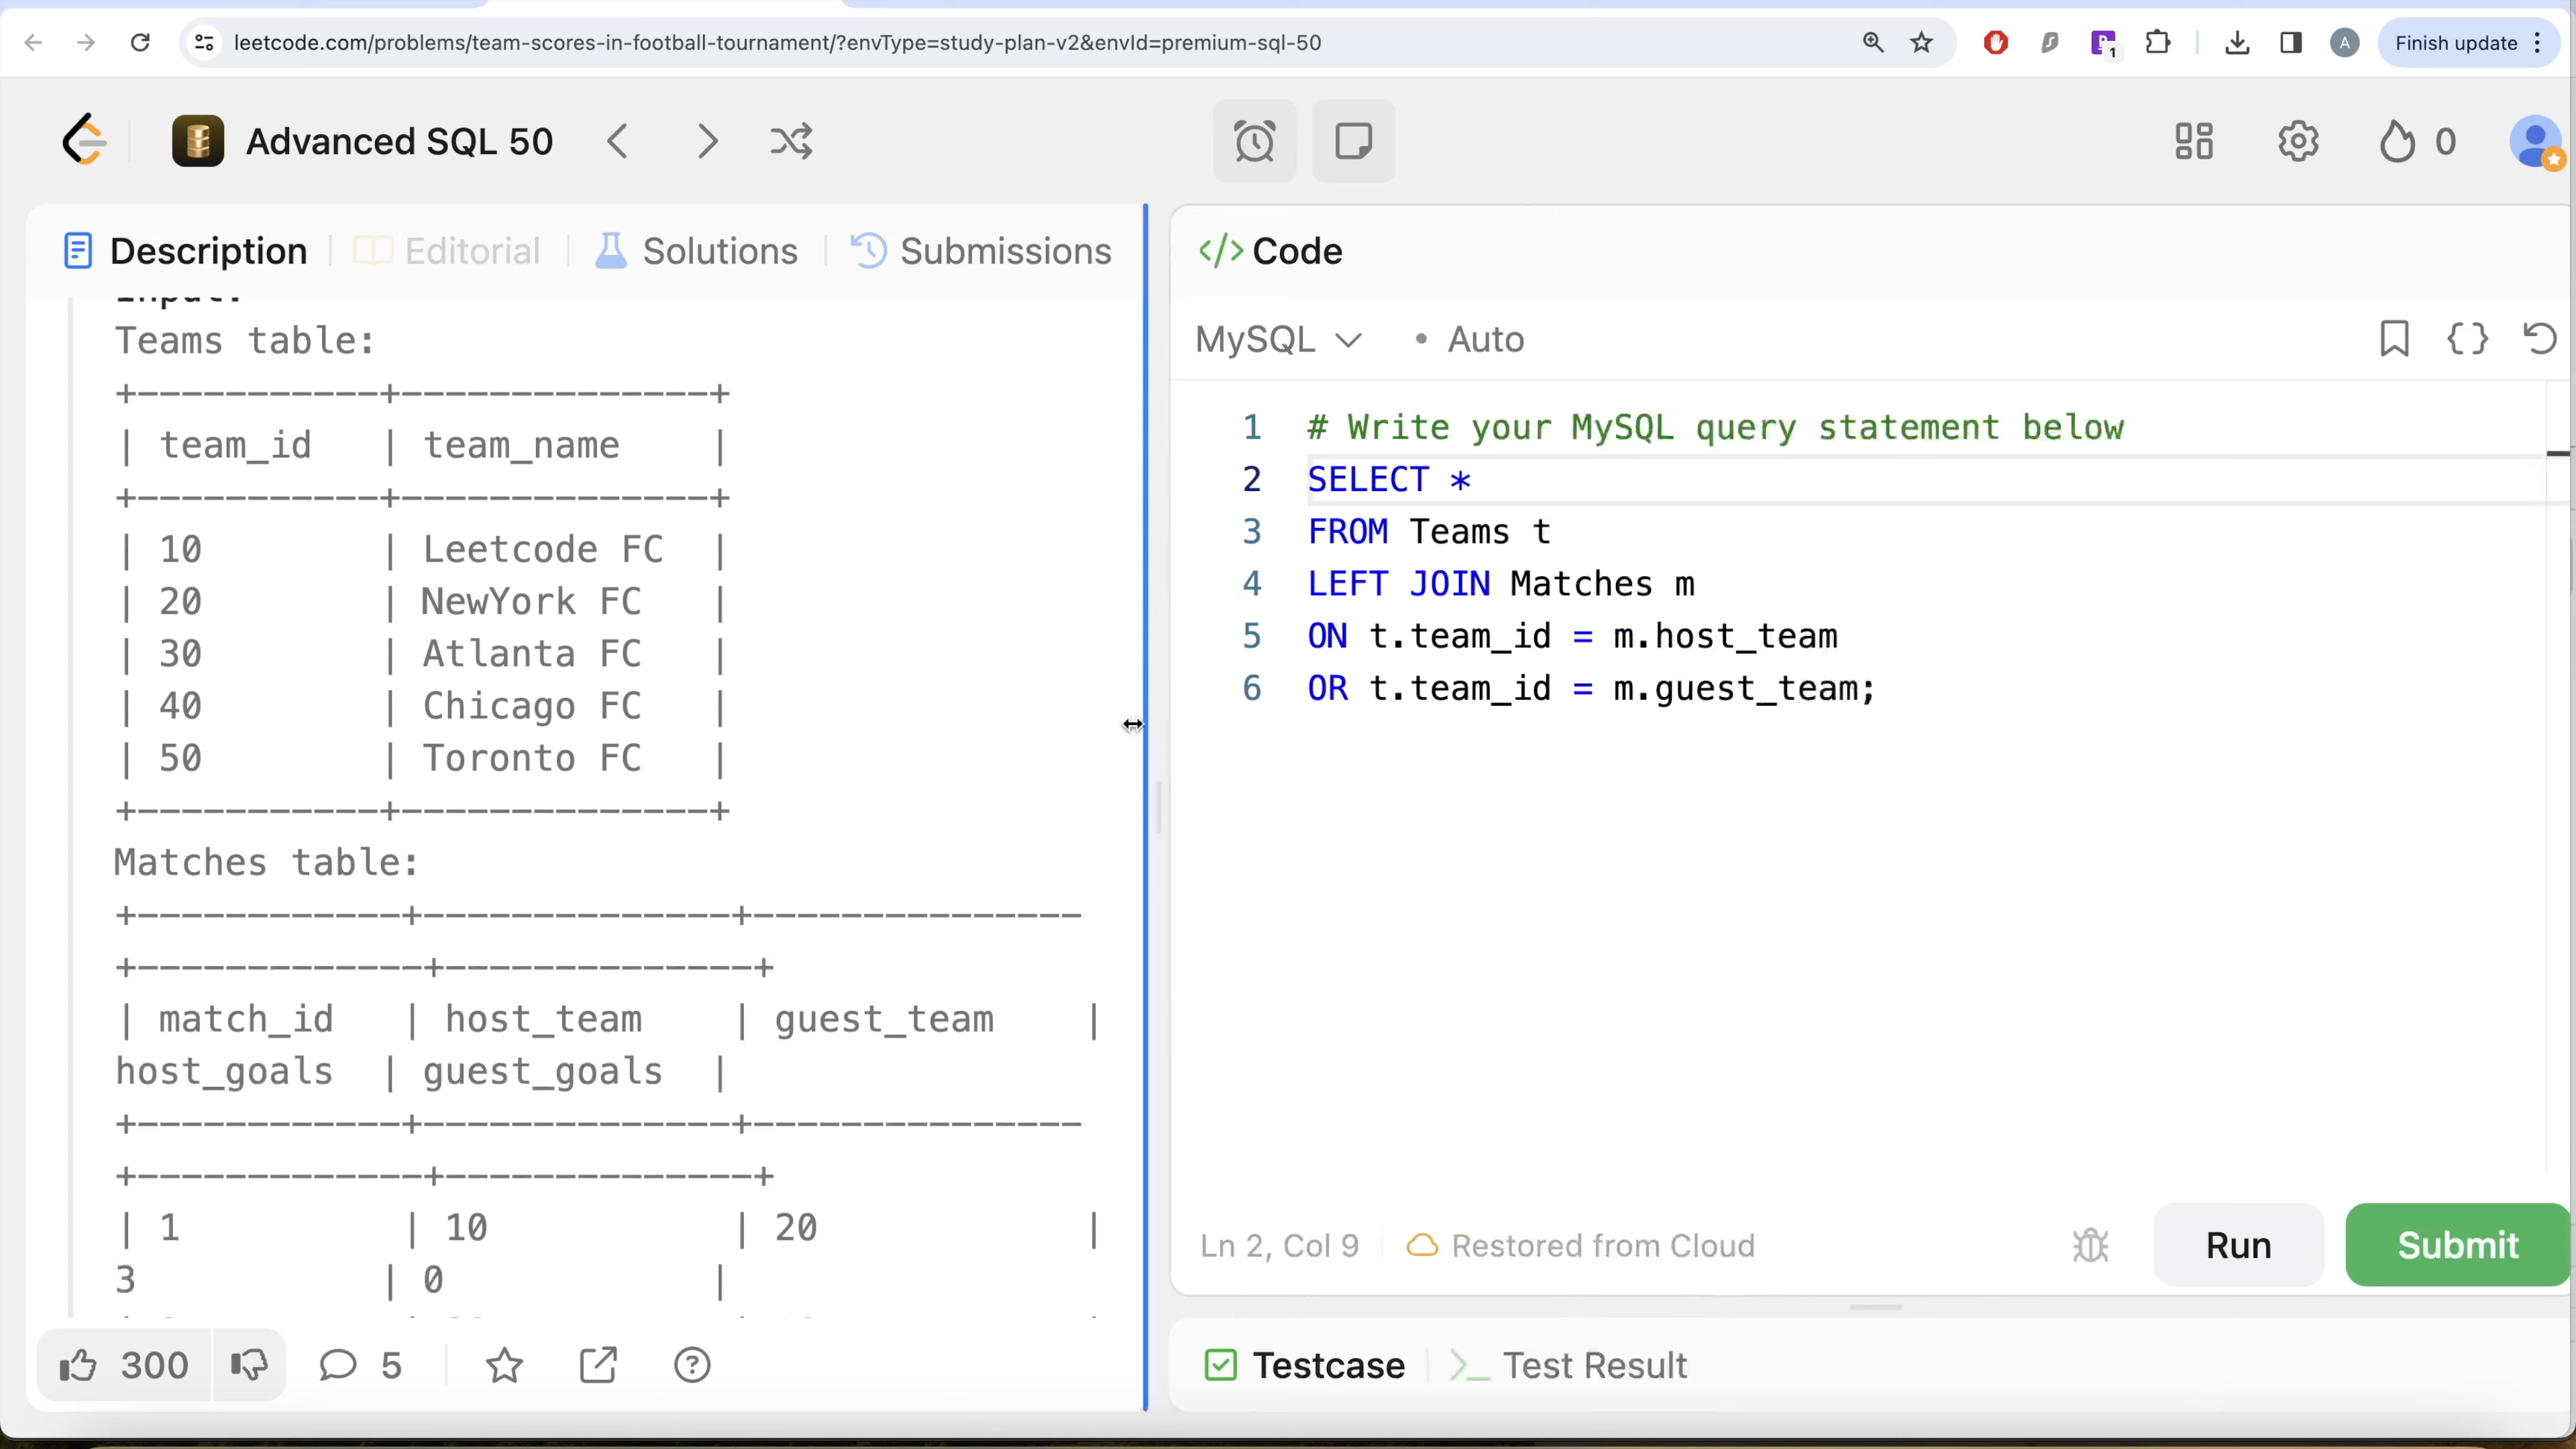 leetcode.com/problems/team-scores-in-football-tournament/?envType=study-plan-v2&envId=premium-sql-50
1
A
Finish update
Advanced SQL 50
0
Description
Editorial
Solutions
Submissions
Input:
Teams table:
+-----------+--------------+
| team_id | team_name |
+-----------+--------------+
| 10 | Leetcode FC |
| 20 | NewYork FC |
| 30 | Atlanta FC |
| 40 | Chicago FC |
| 50 | Toronto FC |
+-----------+--------------+
Matches table:
+------------+--------------+---------------
+-------------+--------------+
| match_id | host_team | guest_team |
host_goals | guest_goals |
+------------+--------------+---------------
+-------------+--------------+
| 1 | 10 | 20 |
3 | 0 |
300
5
</> Code
MySQL
• Auto
1 # Write your MySQL query statement below
2 SELECT *
3 FROM Teams t
4 LEFT JOIN Matches m
5 ON t.team_id = m.host_team
6 OR t.team_id = m.guest_team;
Ln 2, Col 9
Restored from Cloud
Run
Submit
Testcase
Test Result